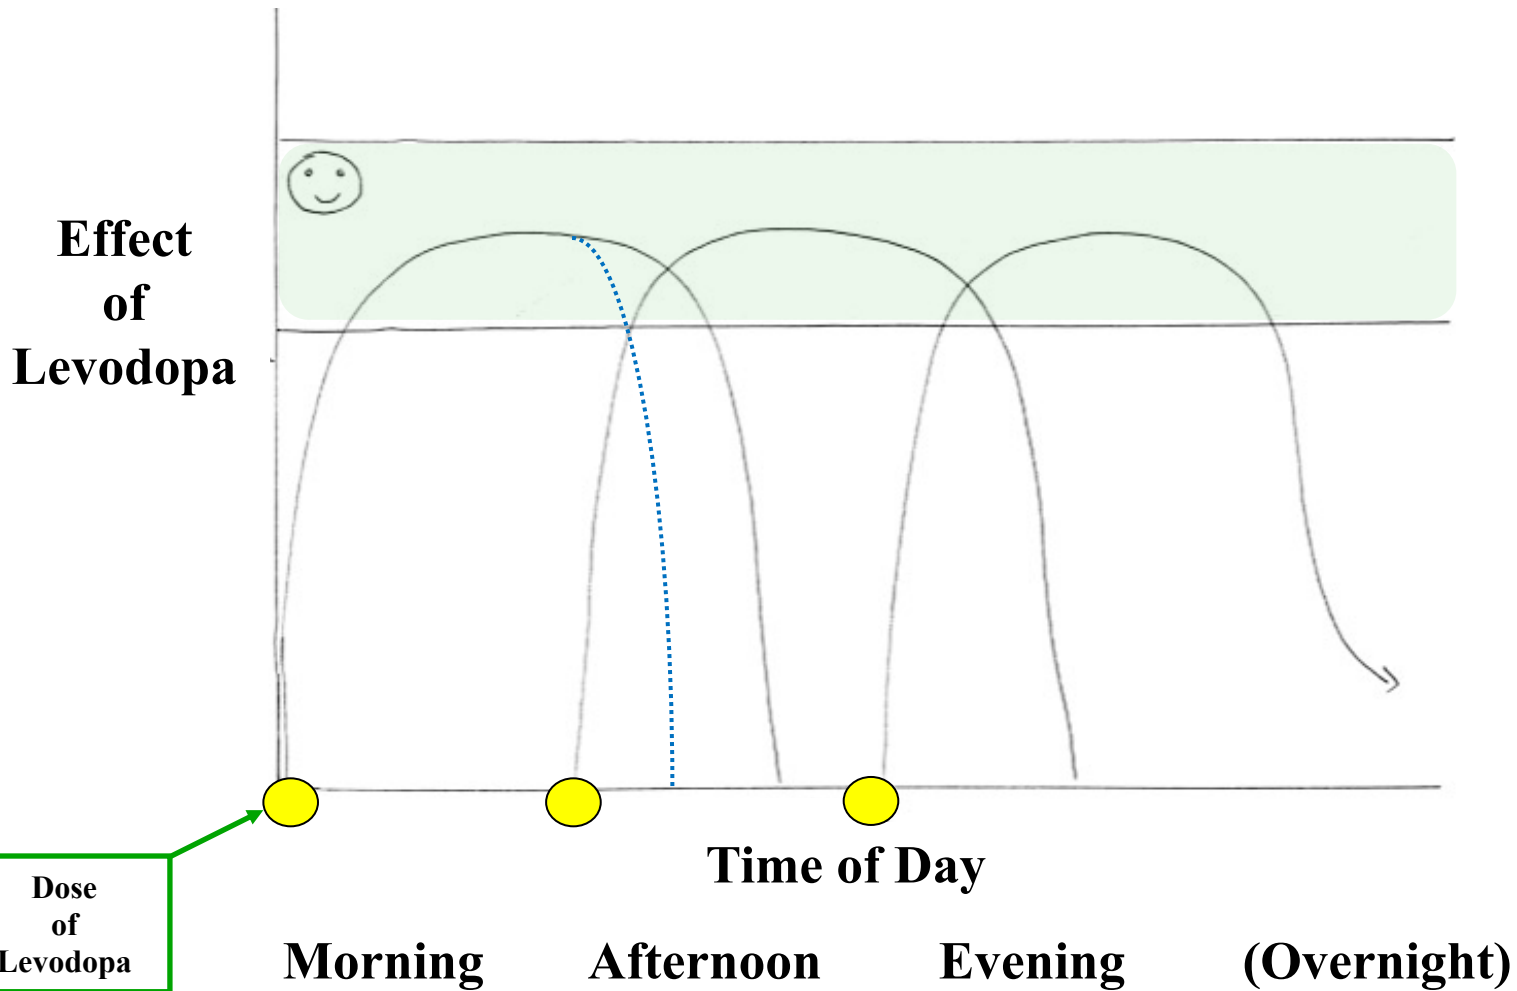 Effect
of
Levodopa
Dose
of
Levodopa
Time of Day
Morning Afternoon Evening (Overnight)